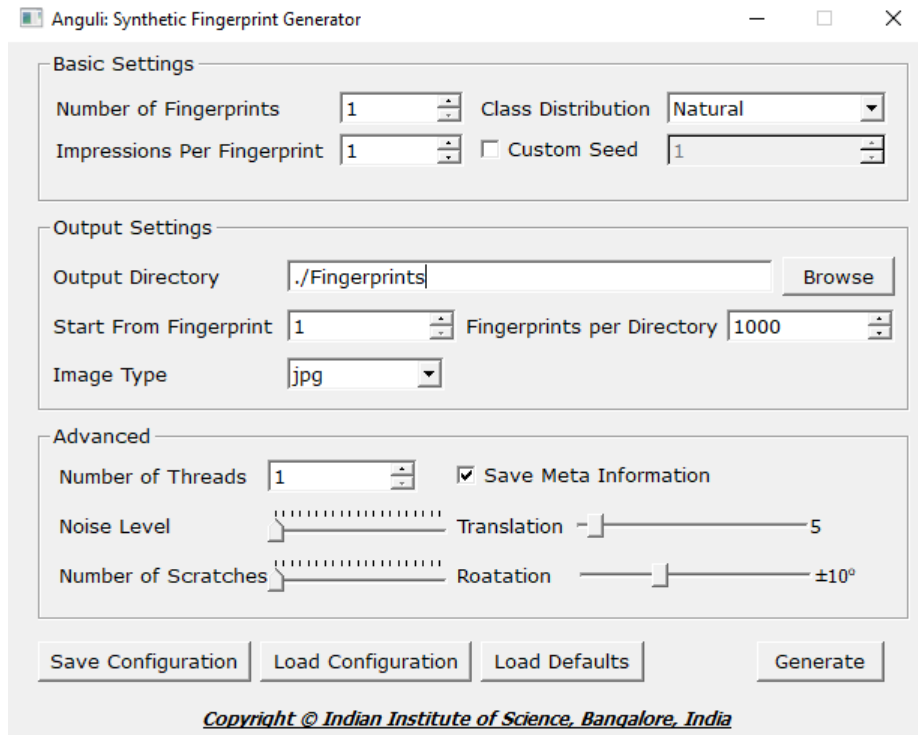 Anguli: Synthetic Fingerprint Generator
Basic Settings
Number of Fingerprints 1 Class Distribution Natural
Impressions Per Fingerprint 1 Custom Seed 1
Output Settings
Output Directory ./Fingerprints Browse
Start From Fingerprint 1 Fingerprints per Directory 1000
Image Type jpg
Advanced
Number of Threads 1 Save Meta Information
Noise Level Translation 5
Number of Scratches Roatation ±10°
Save Configuration Load Configuration Load Defaults Generate
Copyright © Indian Institute of Science, Bangalore, India